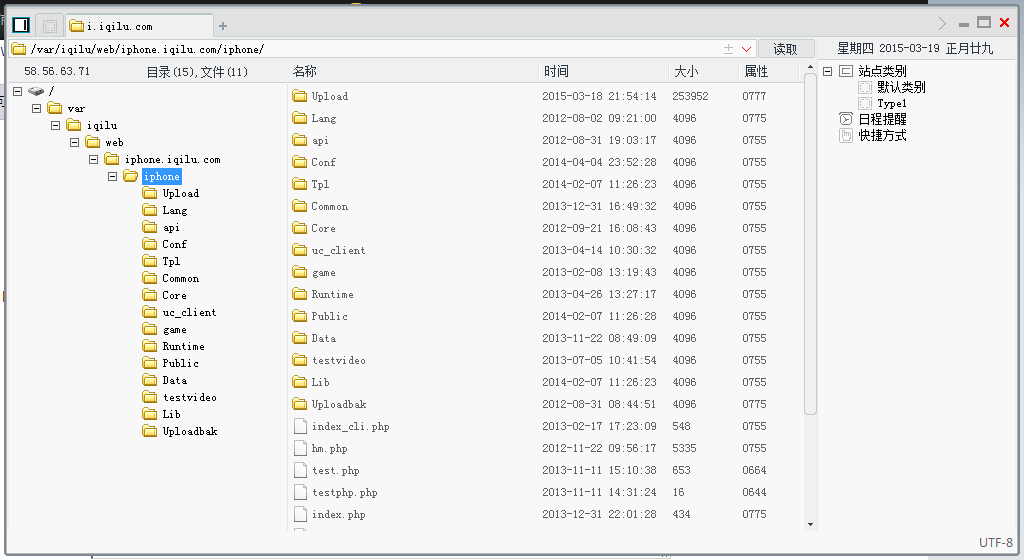 i.iqilu.com
/var/iqilu/web/iphone.iqilu.com/iphone/ 读取 星期四 2015-03-19 正月廿九
58.56.63.71 目录(15),文件(11) 名称 时间 大小 属性
/
var
iqilu
web
iphone.iqilu.com
iphone
Upload
Lang
api
Conf
Tpl
Common
Core
uc_client
game
Runtime
Public
Data
testvideo
Lib
Uploadbak
Upload 2015-03-18 21:54:14 253952 0777
Lang 2012-08-02 09:21:00 4096 0775
api 2012-08-31 19:03:17 4096 0755
Conf 2014-04-04 23:52:28 4096 0755
Tpl 2014-02-07 11:26:23 4096 0755
Common 2013-12-31 16:49:32 4096 0755
Core 2012-09-21 16:08:43 4096 0755
uc_client 2013-04-14 10:30:32 4096 0755
game 2013-02-08 13:19:43 4096 0755
Runtime 2013-04-26 13:27:17 4096 0755
Public 2014-02-07 11:26:28 4096 0755
Data 2013-11-22 08:49:09 4096 0755
testvideo 2013-07-05 10:41:54 4096 0755
Lib 2014-02-07 11:26:23 4096 0755
Uploadbak 2012-08-31 08:44:51 4096 0775
index_cli.php 2013-02-17 17:23:09 548 0755
hm.php 2012-11-22 09:56:17 5335 0755
test.php 2013-11-11 15:10:38 653 0664
testphp.php 2013-11-11 14:31:24 16 0644
index.php 2013-12-31 22:01:28 434 0775
站点类别
默认类别
Type1
日程提醒
快捷方式
UTF-8